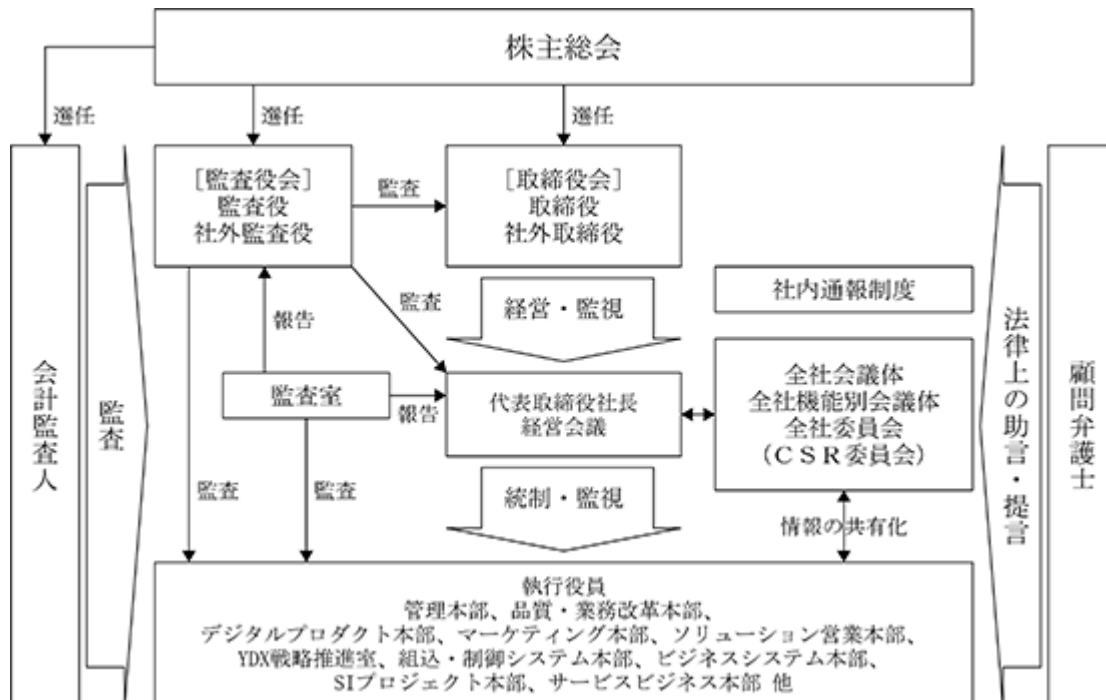 株主総会
選任
選任
選任
[監査役会]
監査役
社外監査役
監査
[取締役会]
取締役
社外取締役
監査
経営・監視
社内通報制度
報告
監査室
報告
代表取締役社長
経営会議
全社会議体
全社機能別会議体
全社委員会
(CSR委員会)
会計監査人
監査
法律上の助言・提言
顧問弁護士
監査
監査
統制・監視
情報の共有化
執行役員
管理本部、品質・業務改革本部、
デジタルプロダクト本部、マーケティング本部、ソリューション営業本部、
YDX戦略推進室、組込・制御システム本部、ビジネスシステム本部、
SIプロジェクト本部、サービスビジネス本部 他